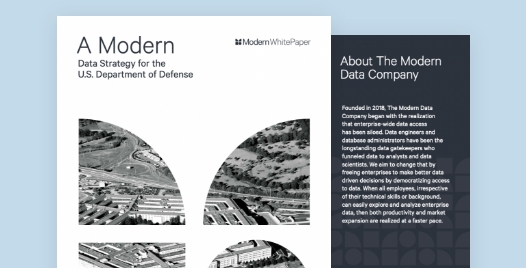 A Modern
Data Strategy for the
U.S. Department of Defense
Modern WhitePaper
About The Modern
Data Company
Founded in 2018, The Modern Data
Company began with the realization
that enterprise-wide data access
has been siloed. Data engineers and
database administrators have been the
longstanding data gatekeepers who
funneled data to analysts and data
scientists. We aim to change that by
freeing enterprises to make better data
driven decisions by democratizing access
to data. When all employees, irrespective
of their technical skills or background,
can easily explore and analyze enterprise
data, then both productivity and market
expansion are realized at a faster pace.